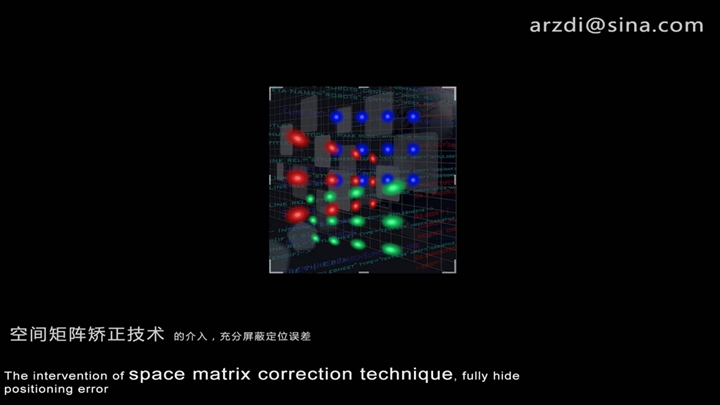 arzdi@sina.com
空间矩阵矫正技术 的介入，充分屏蔽定位误差
The intervention of space matrix correction technique, fully hide
positioning error